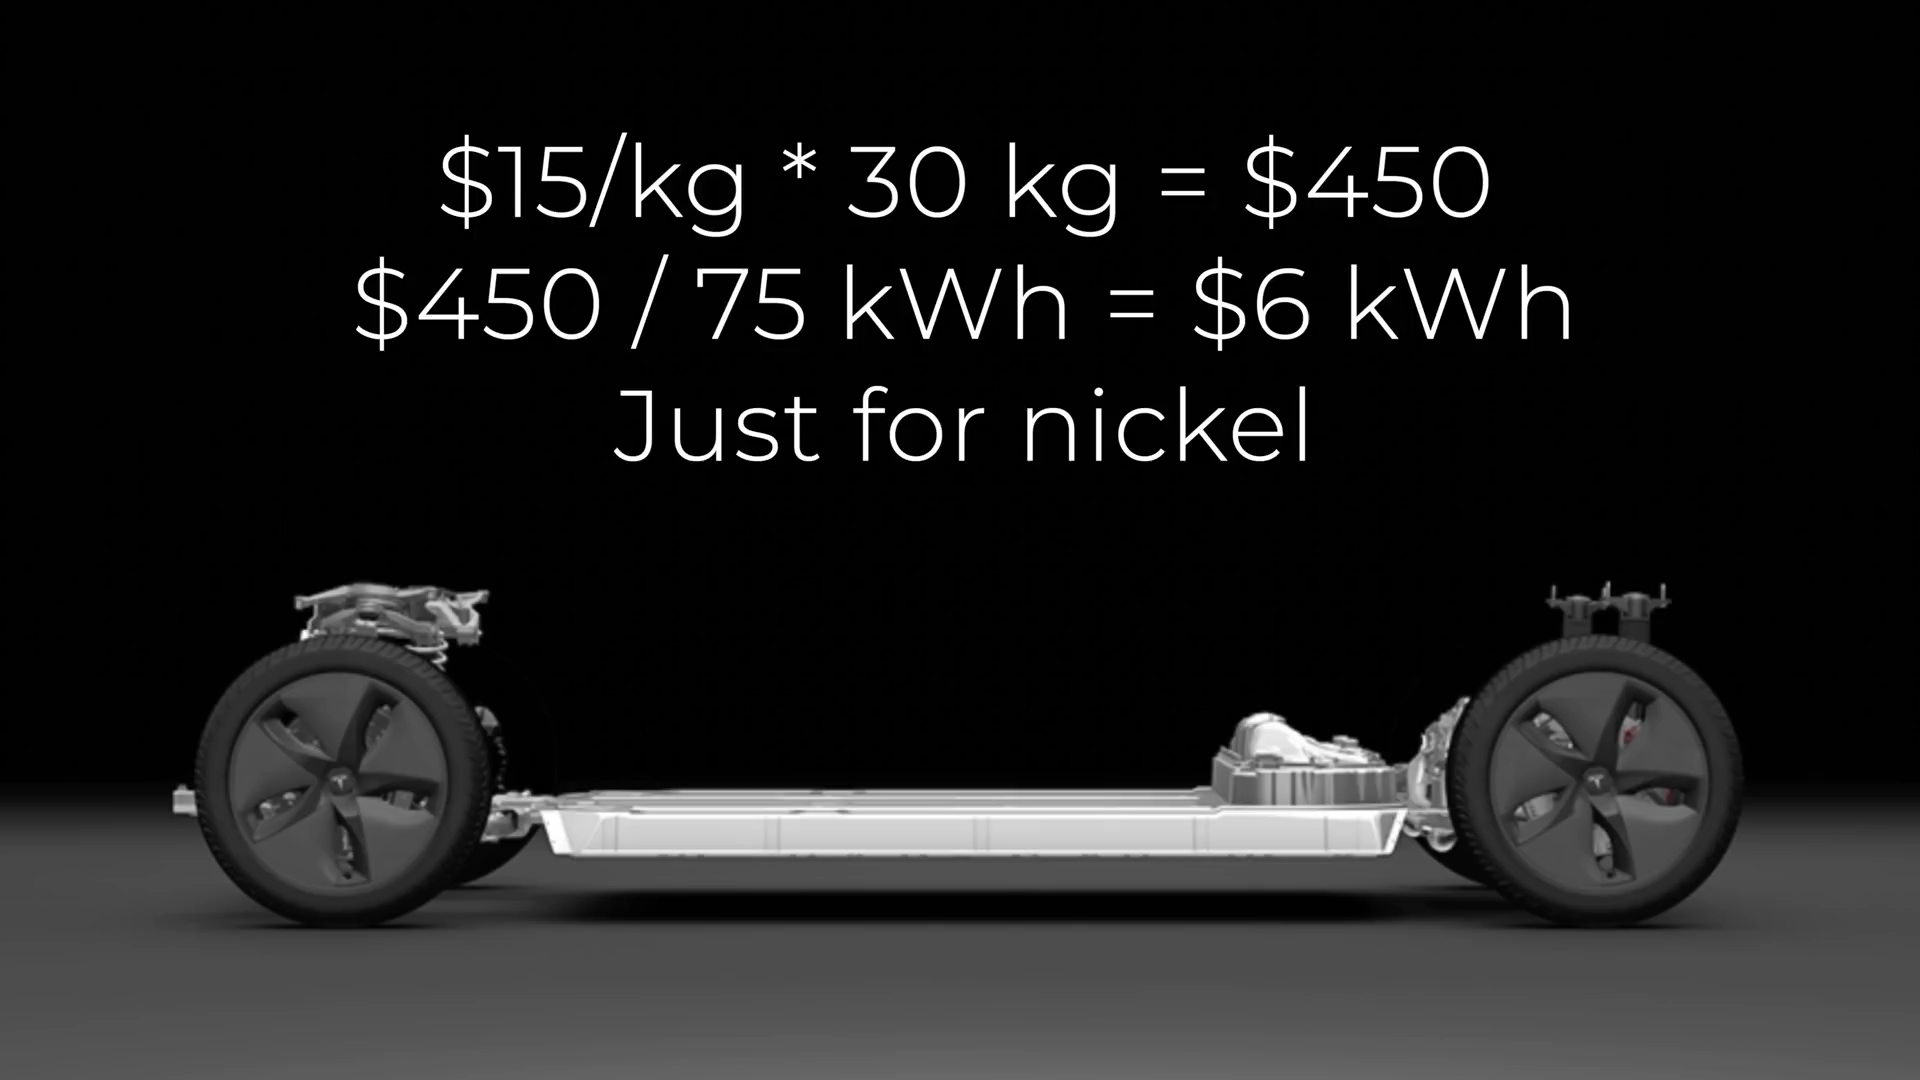 $15/kg * 30 kg = $450
$450 / 75 kWh = $6 kWh
Just for nickel